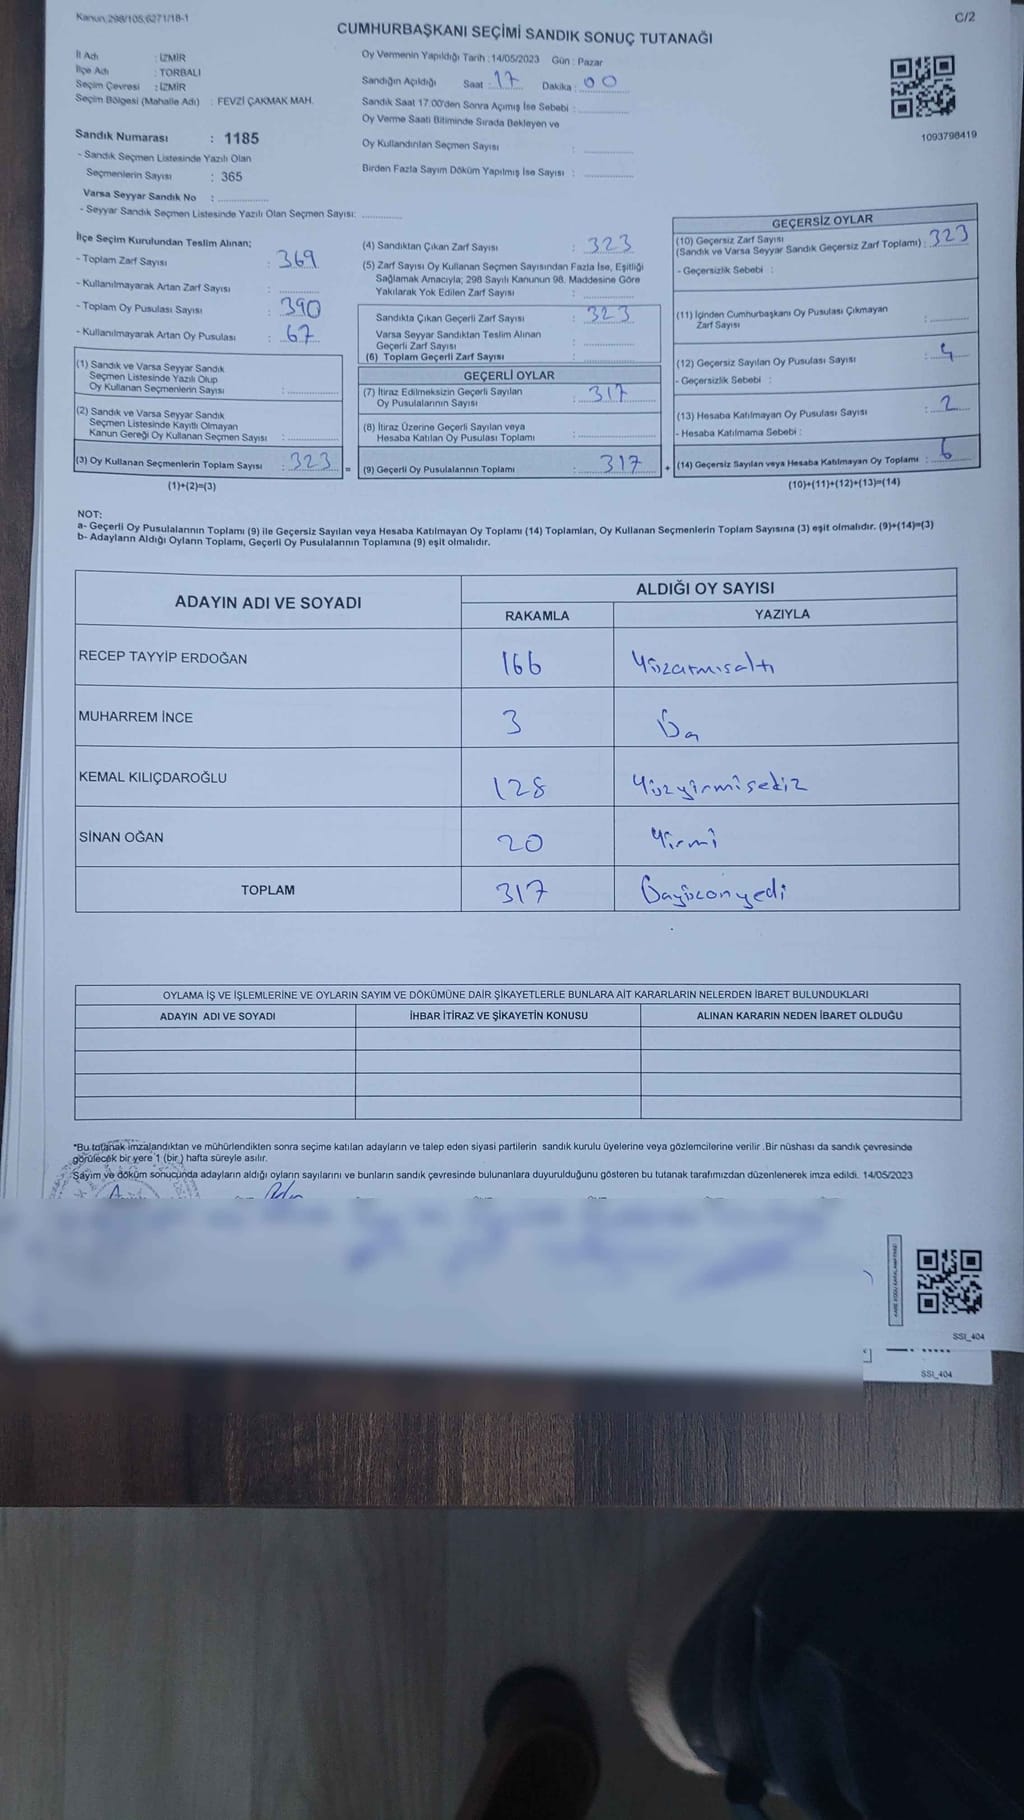 Kanun,298/105;6271/18-1
C/2
CUMHURBAŞKANI SEÇİMİ SANDIK SONUÇ TUTANAĞI
İl Adı : İZMİR
İlçe Adı : TORBALI
Seçim Çevresi : İZMİR
Seçim Bölgesi (Mahalle Adı) : FEVZİ ÇAKMAK MAH.
Oy Vermenin Yapıldığı Tarih : 14/05/2023 Gün : Pazar
Sandığın Açıldığı Saat : 17 Dakika : 00
Sandık Saat 17.00'den Sonra Açımış İse Sebebi :
Oy Verme Saati Bitiminde Sırada Bekleyen ve
Oy Kullandırılan Seçmen Sayısı :
Birden Fazla Sayım Döküm Yapılmış İse Sayısı :
1093798419
Sandık Numarası : 1185
- Sandık Seçmen Listesinde Yazılı Olan
Seçmenlerin Sayısı : 365
Varsa Seyyar Sandık No :
- Seyyar Sandık Seçmen Listesinde Yazılı Olan Seçmen Sayısı:
İlçe Seçim Kurulundan Teslim Alınan;
- Toplam Zarf Sayısı : 369
- Kullanılmayarak Artan Zarf Sayısı :
- Toplam Oy Pusulası Sayısı : 390
- Kullanılmayarak Artan Oy Pusulası : 67
(1) Sandık ve Varsa Seyyar Sandık
Seçmen Listesinde Yazılı Olup
Oy Kullanan Seçmenlerin Sayısı :
(2) Sandık ve Varsa Seyyar Sandık
Seçmen Listesinde Kayıtlı Olmayan
Kanun Gereği Oy Kullanan Seçmen Sayısı :
(3) Oy Kullanan Seçmenlerin Toplam Sayısı : 323 =
(1)+(2)=(3)
(4) Sandıktan Çıkan Zarf Sayısı : 323
(5) Zarf Sayısı Oy Kullanan Seçmen Sayısından Fazla İse, Eşitliği
Sağlamak Amacıyla; 298 Sayılı Kanunun 98. Maddesine Göre
Yakılarak Yok Edilen Zarf Sayısı :
Sandıkta Çıkan Geçerli Zarf Sayısı : 323
Varsa Seyyar Sandıktan Teslim Alınan
Geçerli Zarf Sayısı :
(6) Toplam Geçerli Zarf Sayısı :
GEÇERLİ OYLAR
(7) İtiraz Edilmeksizin Geçerli Sayılan
Oy Pusulalarının Sayısı : 317
(8) İtiraz Üzerine Geçerli Sayılan veya
Hesaba Katılan Oy Pusulası Toplamı :
(9) Geçerli Oy Pusulalarının Toplamı : 317 +
GEÇERSİZ OYLAR
(10) Geçersiz Zarf Sayısı
(Sandık ve Varsa Seyyar Sandık Geçersiz Zarf Toplamı) : 323
- Geçersizlik Sebebi :
(11) İçinden Cumhurbaşkanı Oy Pusulası Çıkmayan
Zarf Sayısı :
(12) Geçersiz Sayılan Oy Pusulası Sayısı : 4
- Geçersizlik Sebebi :
(13) Hesaba Katılmayan Oy Pusulası Sayısı : 2
- Hesaba Katılmama Sebebi :
(14) Geçersiz Sayılan veya Hesaba Katılmayan Oy Toplamı : 6
(10)+(11)+(12)+(13)=(14)
NOT:
a- Geçerli Oy Pusulalarının Toplamı (9) ile Geçersiz Sayılan veya Hesaba Katılmayan Oy Toplamı (14) Toplamları, Oy Kullanan Seçmenlerin Toplam Sayısına (3) eşit olmalıdır. (9)+(14)=(3)
b- Adayların Aldığı Oyların Toplamı, Geçerli Oy Pusulalarının Toplamına (9) eşit olmalıdır.
ADAYIN ADI VE SOYADI
ALDIĞI OY SAYISI
RAKAMLA YAZIYLA
RECEP TAYYİP ERDOĞAN 166 Yüzatmışaltı
MUHARREM İNCE 3 Üç
KEMAL KILIÇDAROĞLU 128 Yüzyirmisekiz
SİNAN OĞAN 20 Yirmi
TOPLAM 317 Üçyüzonyedi
OYLAMA İŞ VE İŞLEMLERİNE VE OYLARIN SAYIM VE DÖKÜMÜNE DAİR ŞİKAYETLERLE BUNLARA AİT KARARLARIN NELERDEN İBARET BULUNDUKLARI
ADAYIN ADI VE SOYADI İHBAR İTİRAZ VE ŞİKAYETİN KONUSU ALINAN KARARIN NEDEN İBARET OLDUĞU
*Bu tutanak imzalandıktan ve mühürlendikten sonra seçime katılan adayların ve talep eden siyasi partilerin sandık kurulu üyelerine veya gözlemcilerine verilir .Bir nüshası da sandık çevresinde
görülecek bir yere 1 (bir ) hafta süreyle asılır.
Sayım ve döküm sonucunda adayların aldığı oyların sayılarını ve bunların sandık çevresinde bulunanlara duyurulduğunu gösteren bu tutanak tarafımızdan düzenlenerek imza edildi. 14/05/2023
SSI_404
SSI_404